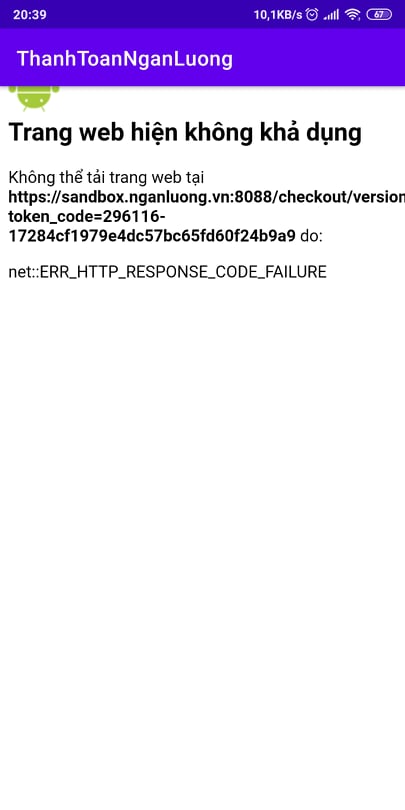 20:39
10,1KB/s
67
ThanhToanNganLuong
Trang web hiện không khả dụng
Không thể tải trang web tại
https://sandbox.nganluong.vn:8088/checkout/version
token_code=296116-
17284cf1979e4dc57bc65fd60f24b9a9 do:
net::ERR_HTTP_RESPONSE_CODE_FAILURE